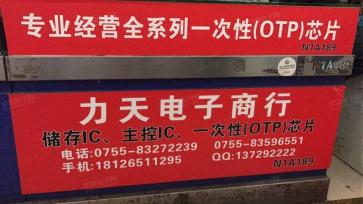 专业经营全系列一次性(OTP)芯片
N1A189
N1A189
力天电子商行
储存IC、主控IC、一次性(OTP)芯片
电话:0755-83272239 0755-83596551
手机:18126511295 QQ:137292222
N1A189